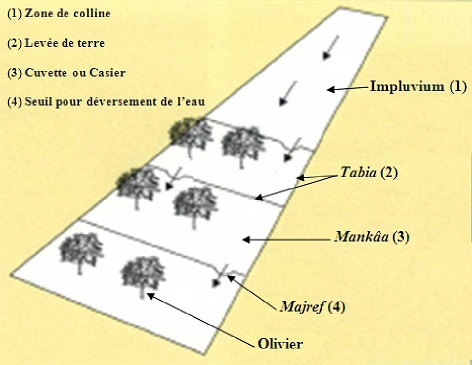 (1) Zone de colline
(2) Levée de terre
(3) Cuvette ou Casier
(4) Seuil pour déversement de l'eau
Impluvium (1)
Tabia (2)
Mankâa (3)
Majref (4)
Olivier